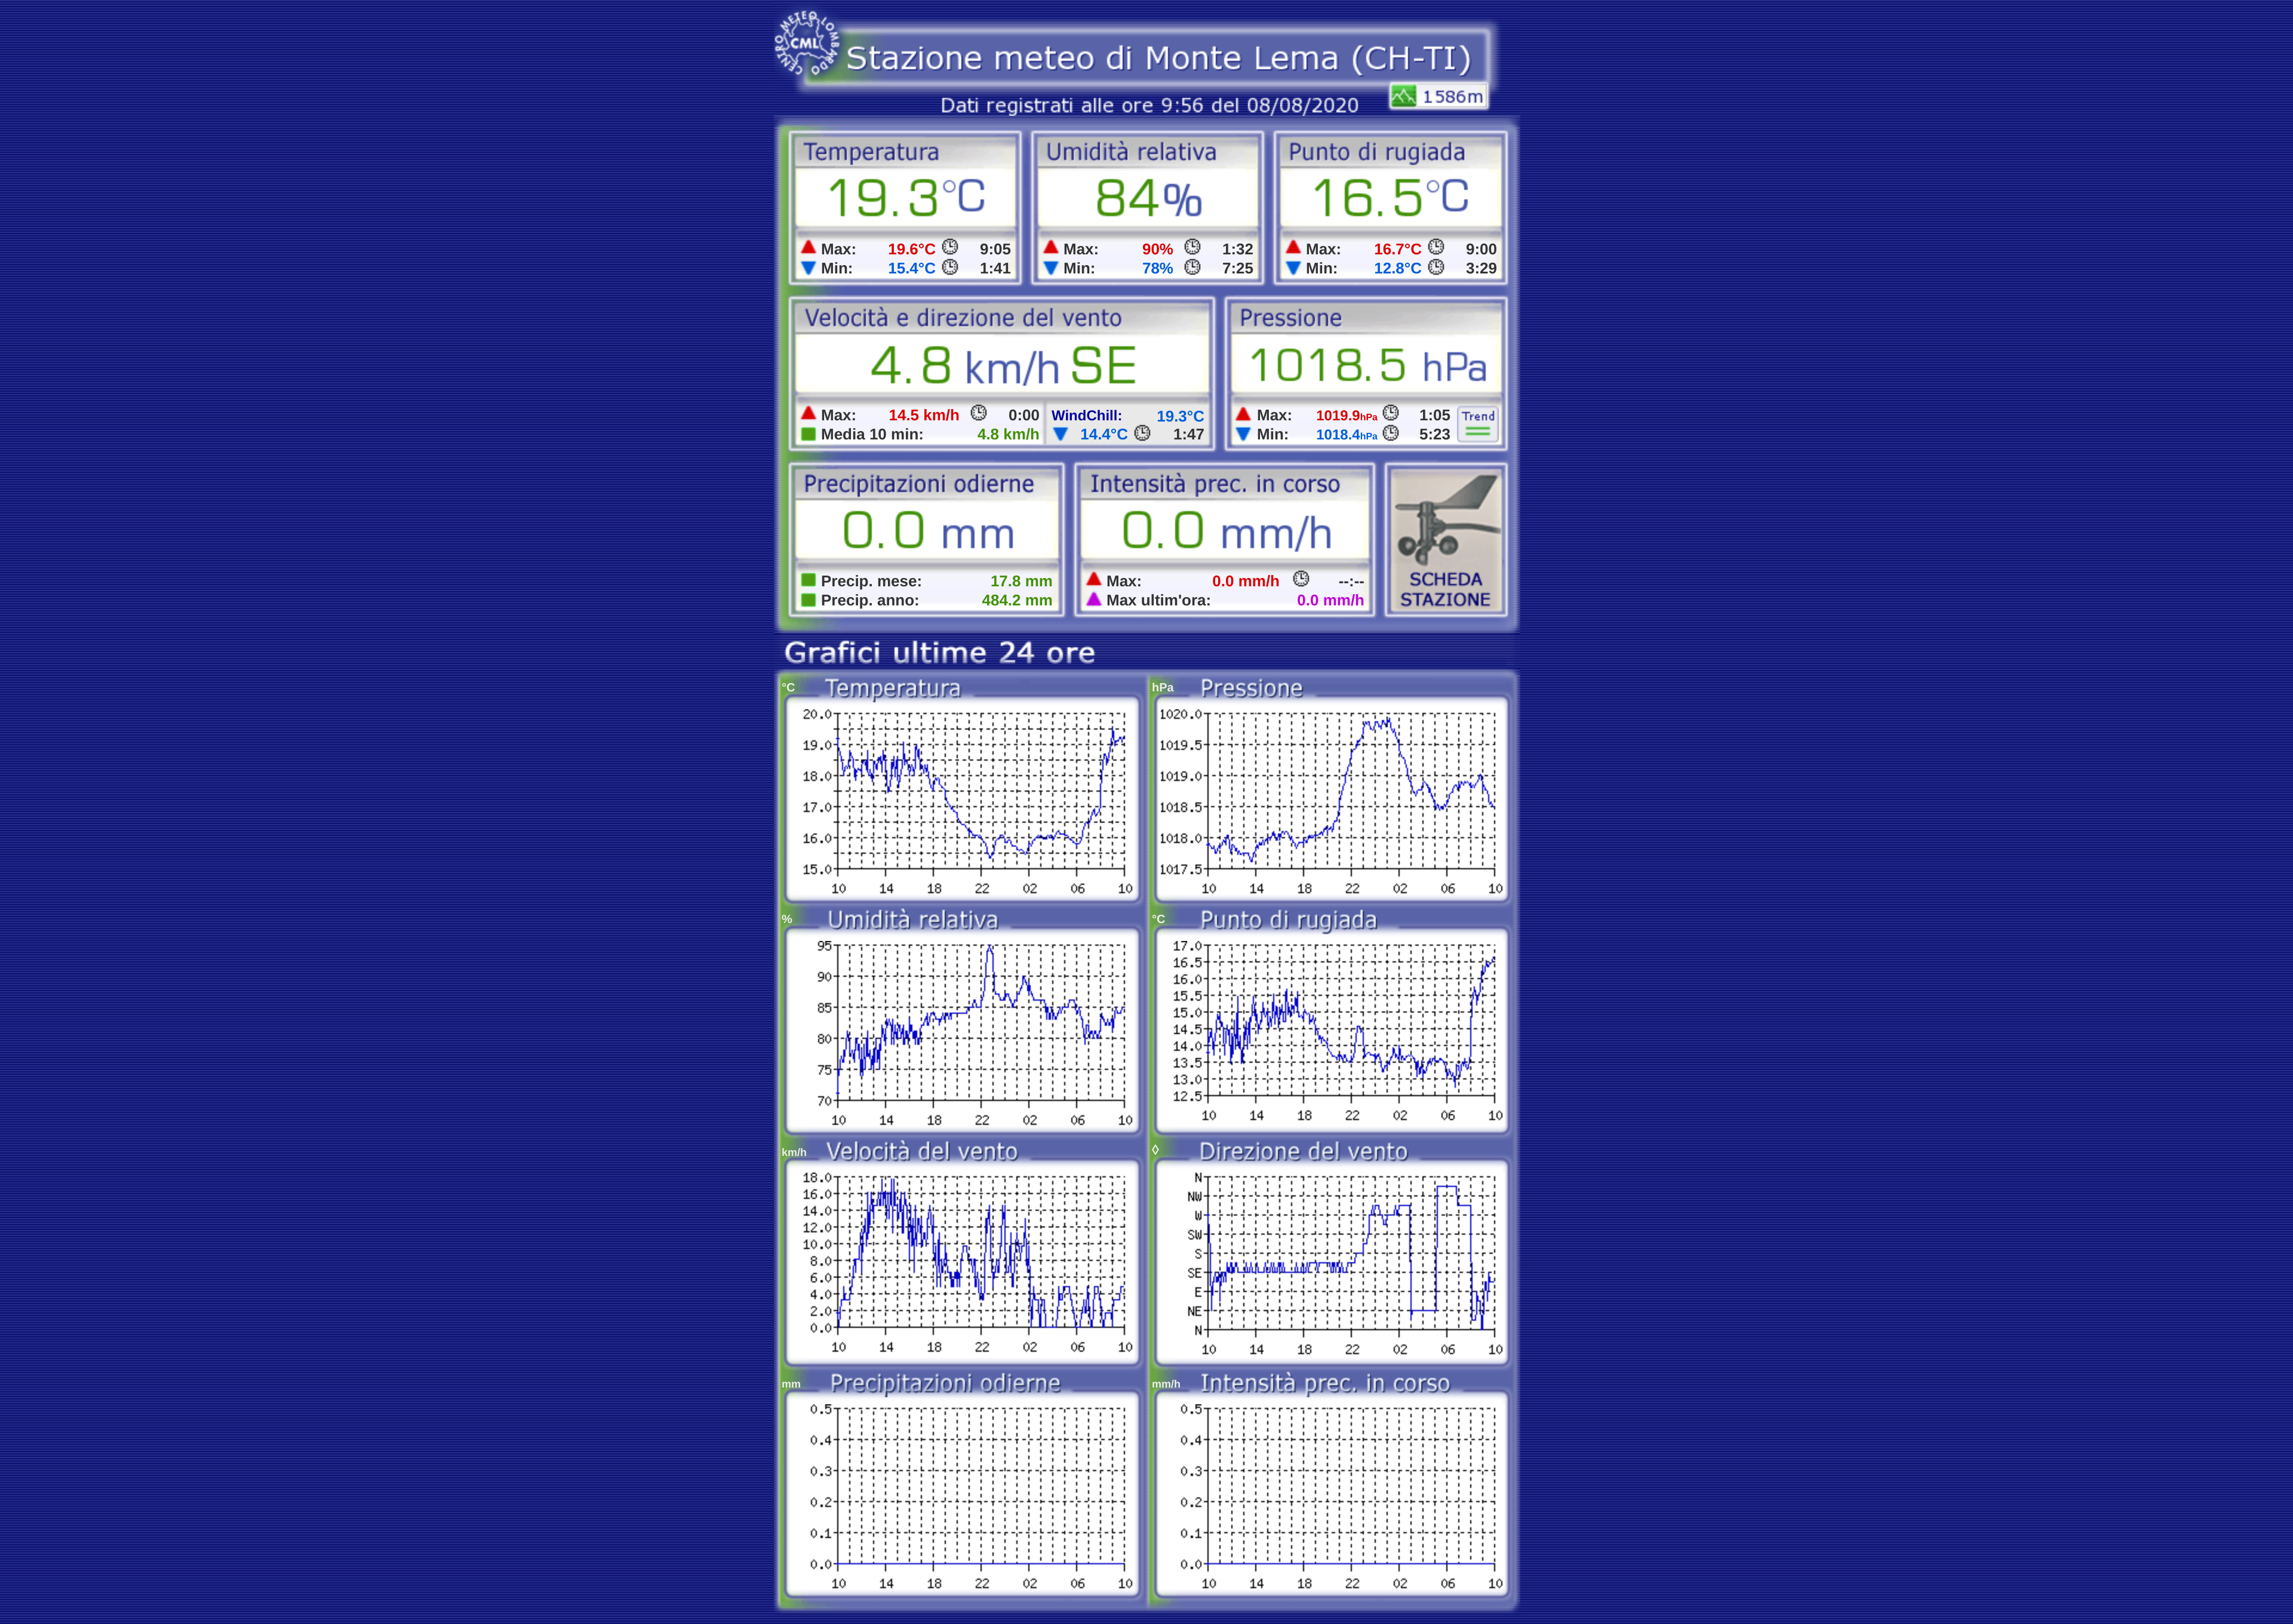 CENTRO METEO LOMBARDO
CML
Stazione meteo di Monte Lema (CH-TI)
1586m
Dati registrati alle ore 9:56 del 08/08/2020
Temperatura
19.3°C
Max: 19.6°C 9:05
Min: 15.4°C 1:41
Umidità relativa
84%
Max: 90% 1:32
Min: 78% 7:25
Punto di rugiada
16.5°C
Max: 16.7°C 9:00
Min: 12.8°C 3:29
Velocità e direzione del vento
4.8 km/h SE
Max: 14.5 km/h 0:00
Media 10 min: 4.8 km/h
WindChill: 19.3°C
14.4°C 1:47
Pressione
1018.5 hPa
Max: 1019.9hPa 1:05
Min: 1018.4hPa 5:23
Trend
Precipitazioni odierne
0.0 mm
Precip. mese: 17.8 mm
Precip. anno: 484.2 mm
Intensità prec. in corso
0.0 mm/h
Max: 0.0 mm/h --:--
Max ultim'ora: 0.0 mm/h
SCHEDA
STAZIONE
Grafici ultime 24 ore
°C Temperatura
20.0
19.0
18.0
17.0
16.0
15.0
10 14 18 22 02 06 10
hPa Pressione
1020.0
1019.5
1019.0
1018.5
1018.0
1017.5
10 14 18 22 02 06 10
% Umidità relativa
95
90
85
80
75
70
10 14 18 22 02 06 10
°C Punto di rugiada
17.0
16.5
16.0
15.5
15.0
14.5
14.0
13.5
13.0
12.5
10 14 18 22 02 06 10
km/h Velocità del vento
18.0
16.0
14.0
12.0
10.0
8.0
6.0
4.0
2.0
0.0
10 14 18 22 02 06 10
◊ Direzione del vento
N
NW
W
SW
S
SE
E
NE
N
10 14 18 22 02 06 10
mm Precipitazioni odierne
0.5
0.4
0.3
0.2
0.1
0.0
10 14 18 22 02 06 10
mm/h Intensità prec. in corso
0.5
0.4
0.3
0.2
0.1
0.0
10 14 18 22 02 06 10